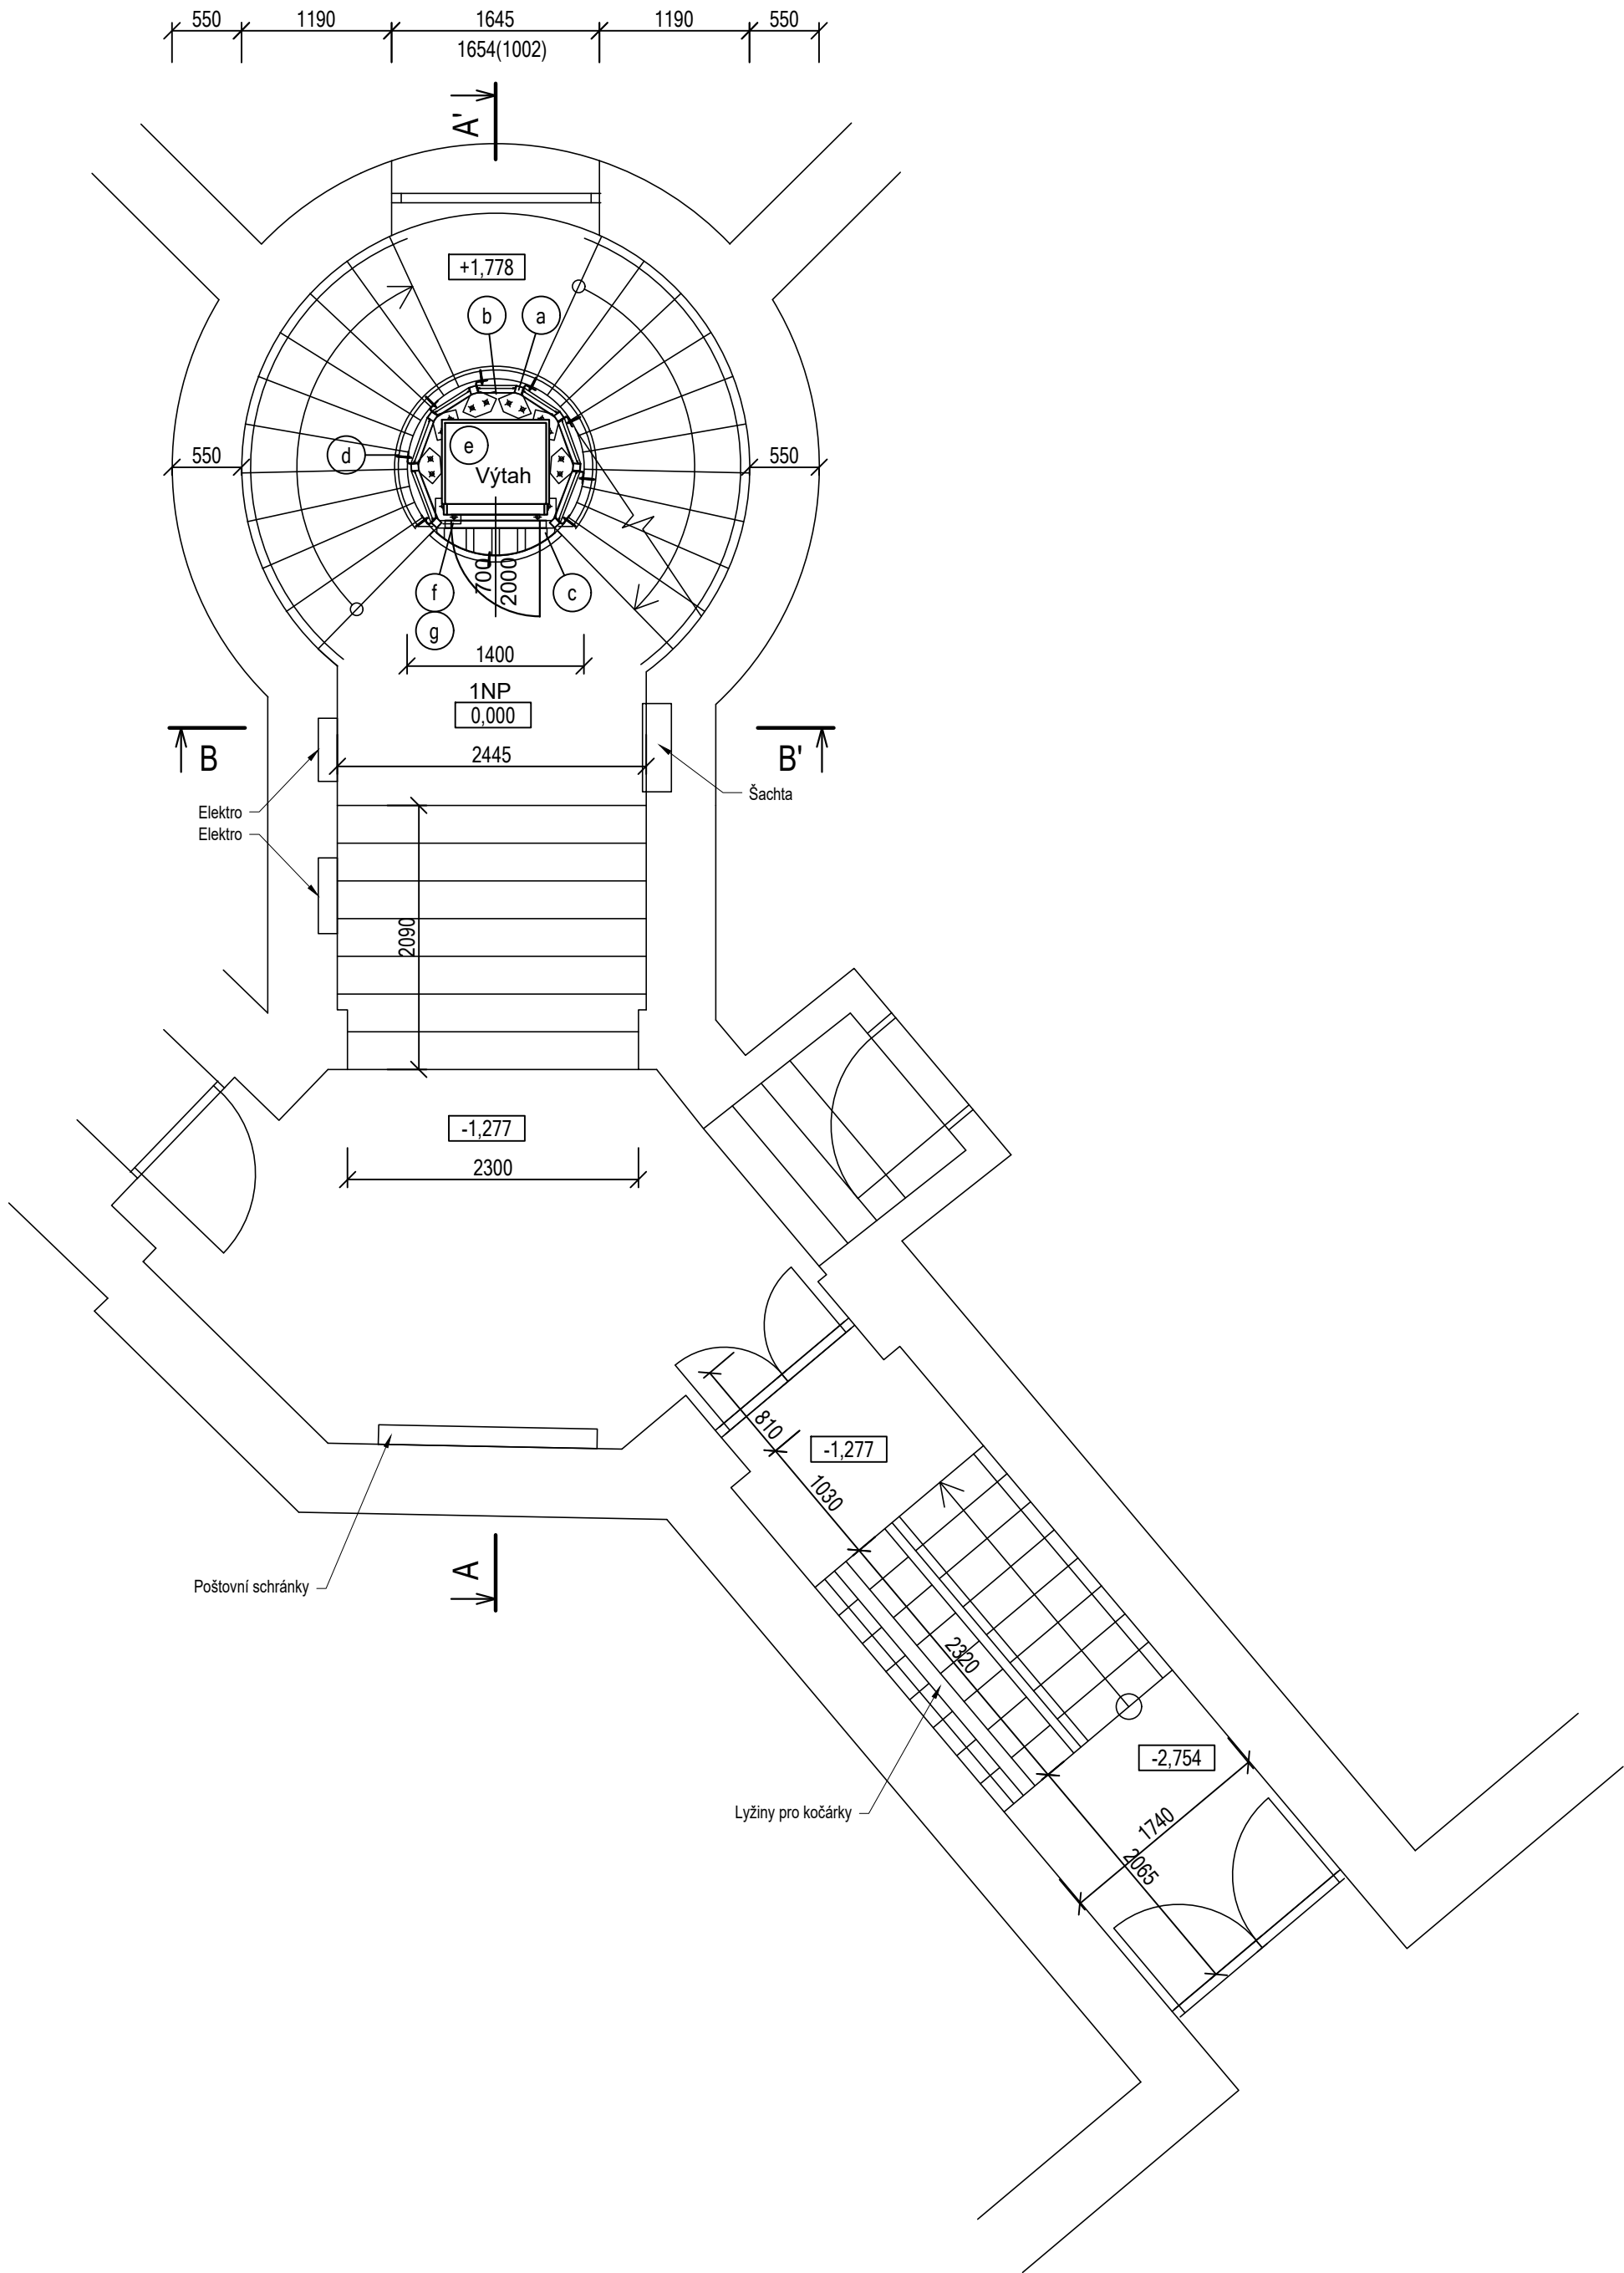 550 1190 1645 1190 550
1654(1002)
A'
+1,778
b a
d e
Výtah
550 550
f c
g
700
2000
1400
1NP
0,000
B B'
2445
Šachta
Elektro
Elektro
2090
-1,277
2300
810
-1,277
1030
A
Poštovní schránky
2320
-2,754
Lyžiny pro kočárky
1740
2065